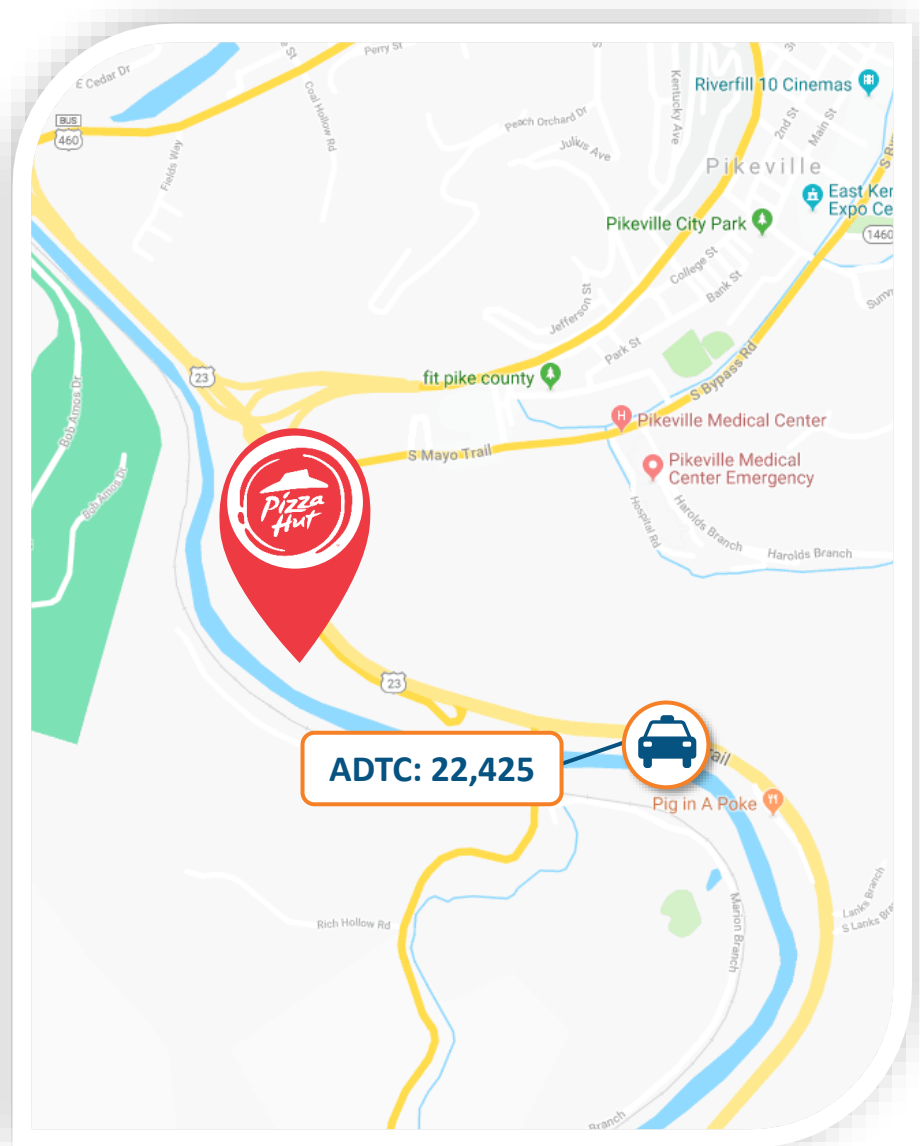 E Cedar Dr
Perry St
Riverfill 10 Cinemas
BUS
460
Coal Hollow Rd
Kentucky Ave
Peach Orchard Dr
Julius Ave
2nd St
Main St
Fields Way
Pikeville
East Ker
Expo Ce
Pikeville City Park
1460
College St
Bank St
Jefferson St
Park St
S Bypass Rd
23
fit pike county
H
Pikeville Medical Center
S Mayo Trail
Pikeville Medical
Center Emergency
Bob Amos Dr
Bob Amos Dr
Pizza
Hut
Hospital Rd
Harolds Branch
Harolds Branch
23
ADTC: 22,425
ail
Pig in A Poke
Rich Hollow Rd
Marion Branch
Lanks Branch
S Lanks Bra
Branch